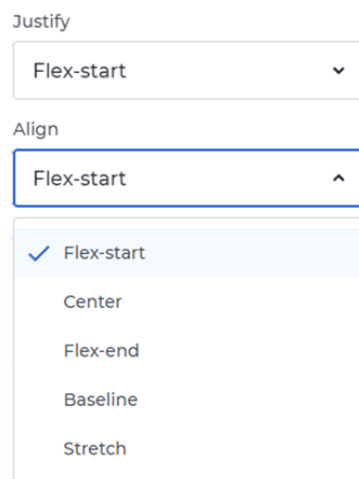 Justify
Flex-start
Align
Flex-start
Flex-start
Center
Flex-end
Baseline
Stretch